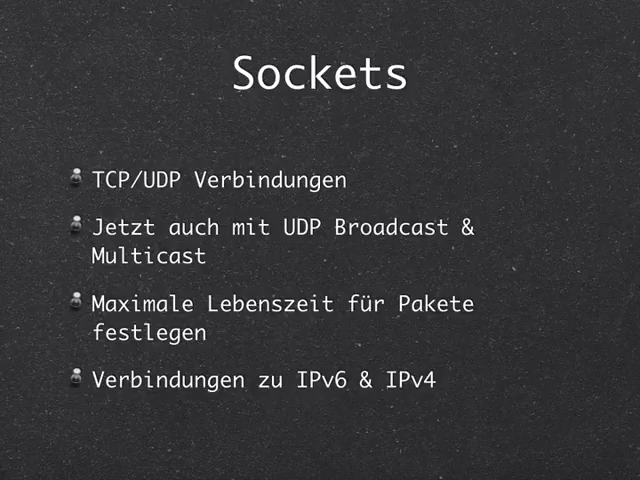 Sockets
TCP/UDP Verbindungen
Jetzt auch mit UDP Broadcast &
Multicast
Maximale Lebenszeit für Pakete
festlegen
Verbindungen zu IPv6 & IPv4